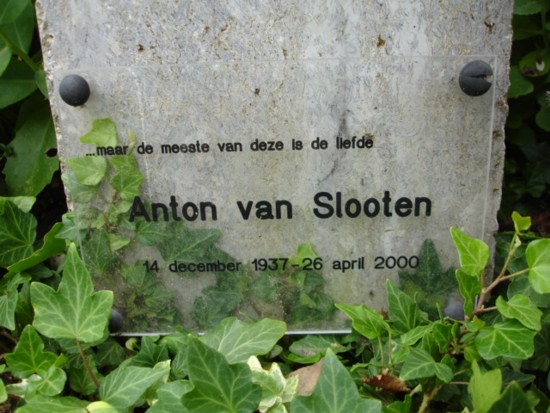 ...maar de meeste van deze is de liefde
Anton van Slooten
14 december 1937 - 26 april 2000